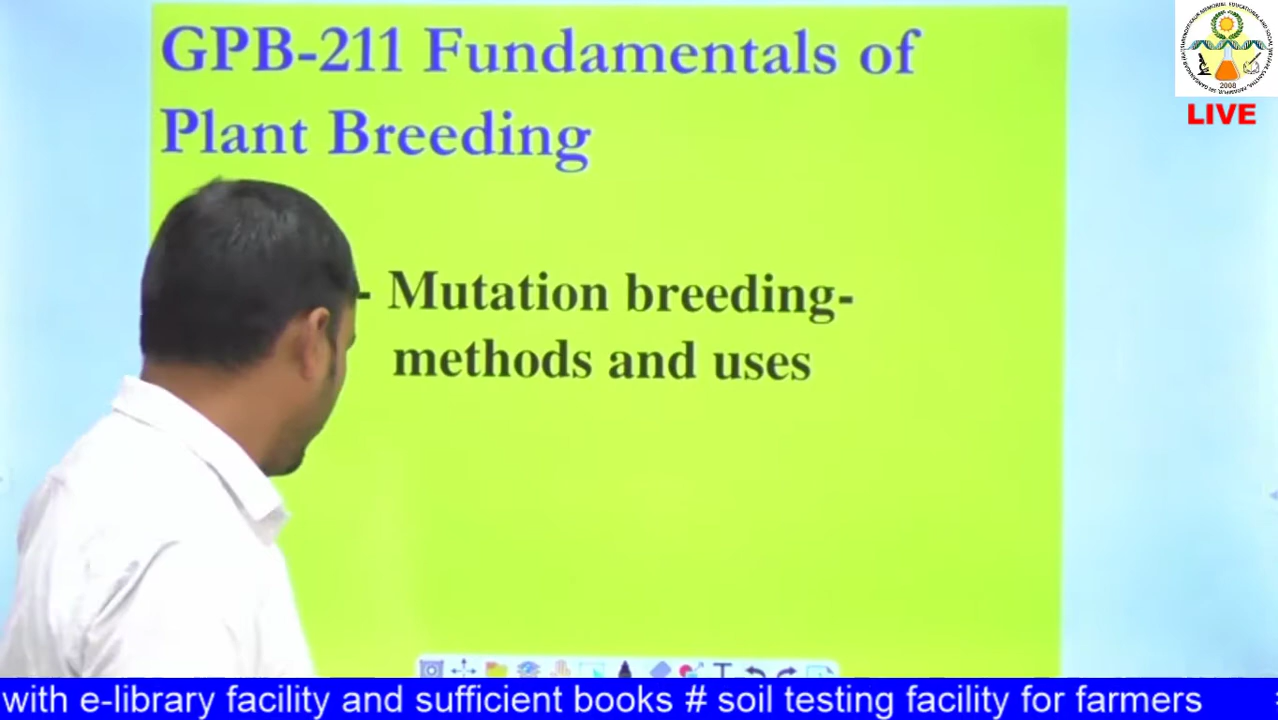 GPB-211 Fundamentals of
Plant Breeding
- Mutation breeding-
methods and uses
2008
LIVE
with e-library facility and sufficient books # soil testing facility for farmers